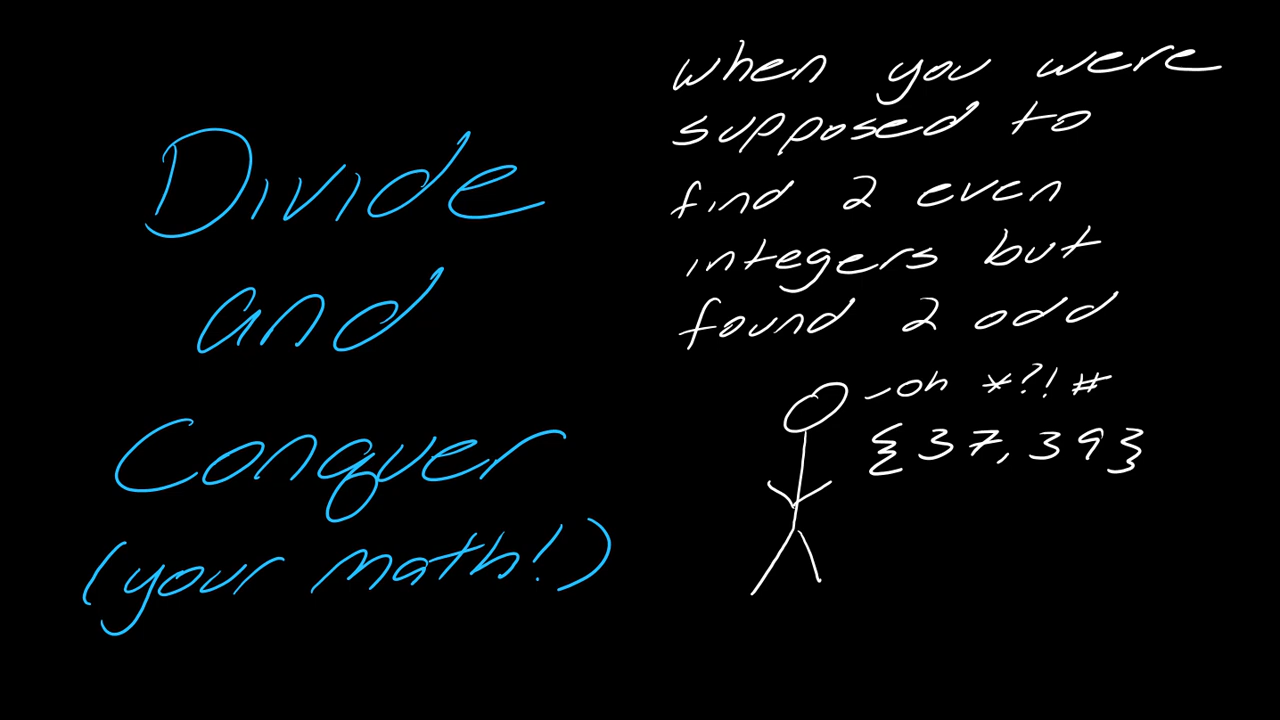 Divide
and
Conquer
(your math!)
when you were
supposed to
find 2 even
integers but
found 2 odd
-oh *?!#
{37, 39}